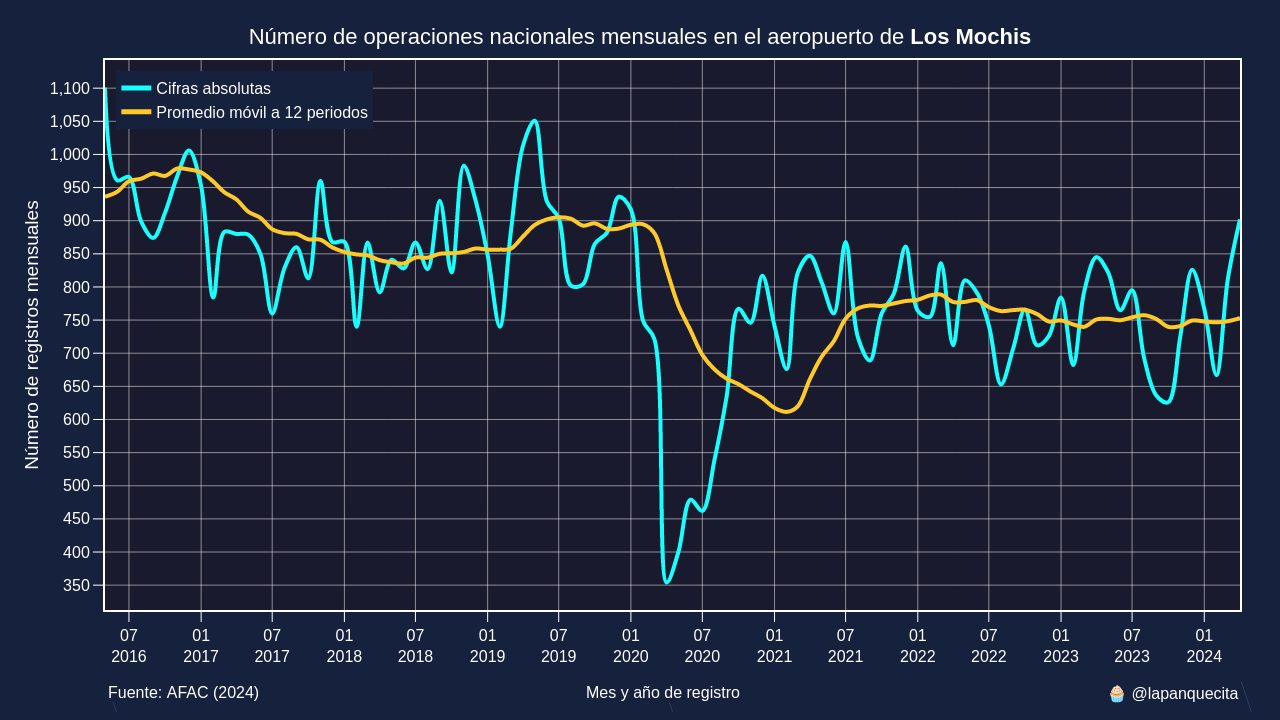 Número de operaciones nacionales mensuales en el aeropuerto de Los Mochis
Cifras absolutas
Promedio móvil a 12 periodos
Número de registros mensuales
1,100
1,050
1,000
950
900
850
800
750
700
650
600
550
500
450
400
350
07 01 07 01 07 01 07 01 07 01 07 01 07 01 07 01
2016 2017 2017 2018 2018 2019 2019 2020 2020 2021 2021 2022 2022 2023 2023 2024
Fuente: AFAC (2024)
Mes y año de registro
🧁 @lapanquecita